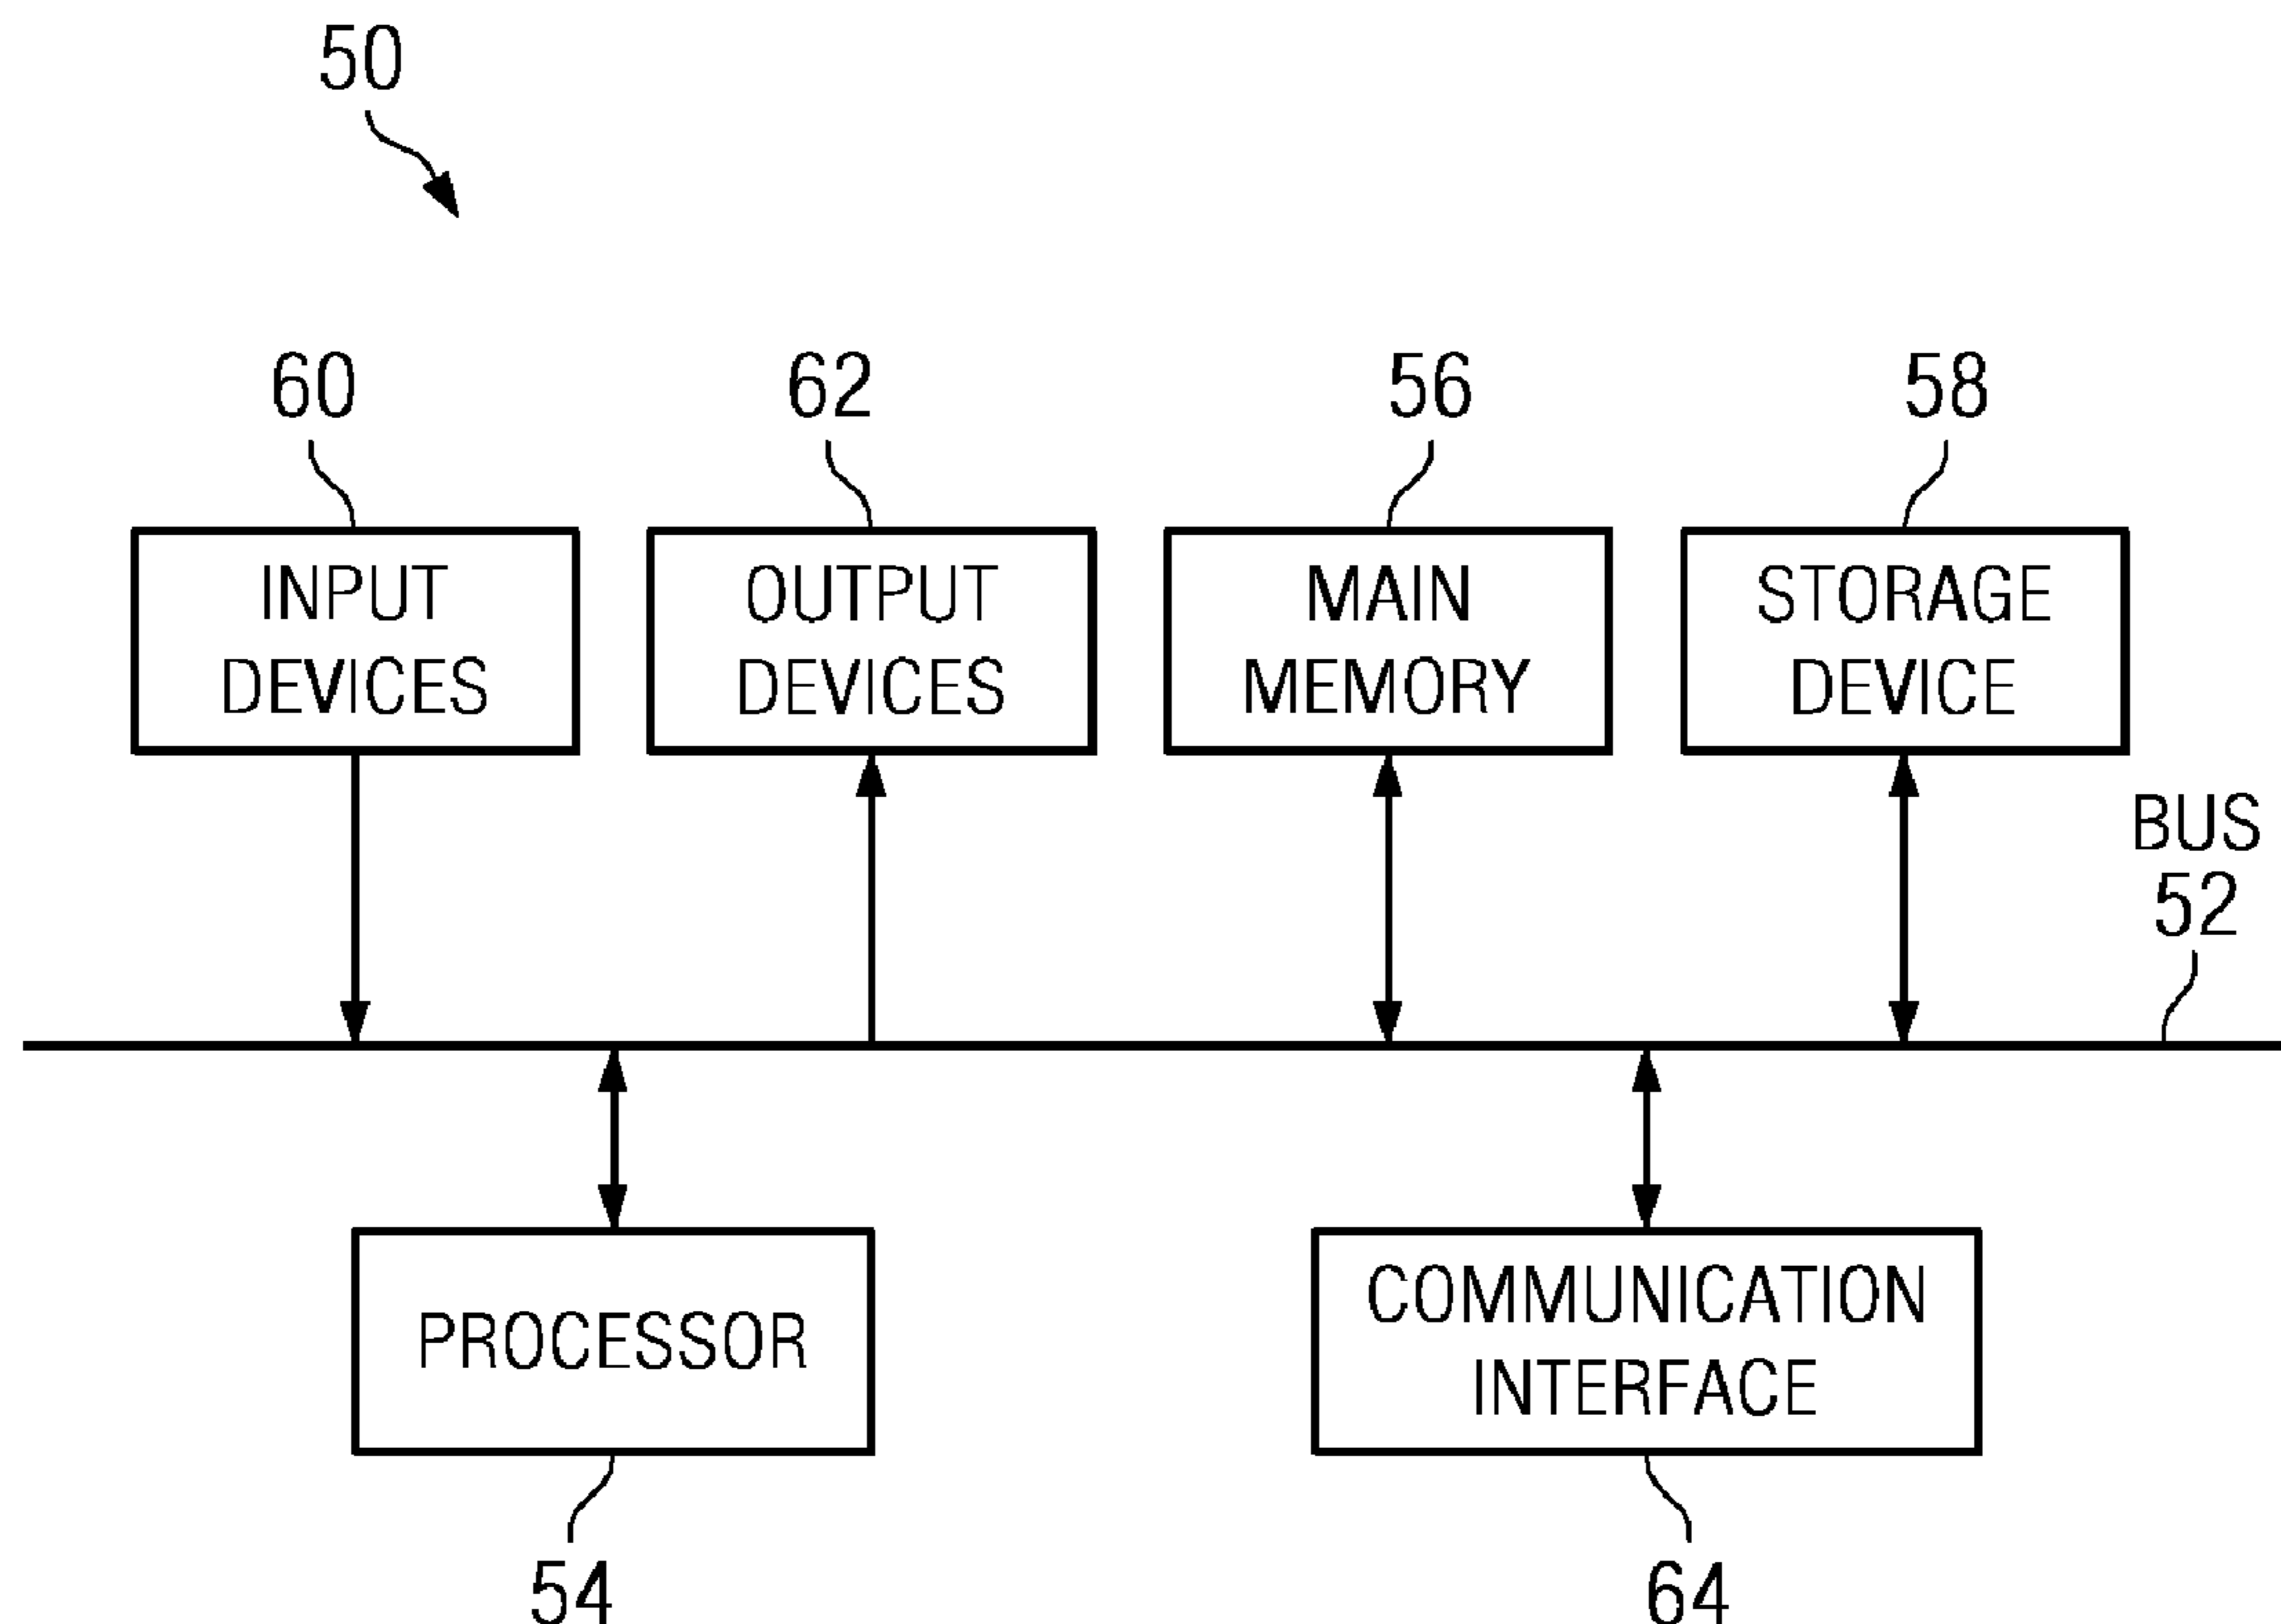 50
60
62
56
58
INPUT
DEVICES
OUTPUT
DEVICES
MAIN
MEMORY
STORAGE
DEVICE
BUS
52
PROCESSOR
COMMUNICATION
INTERFACE
54
64